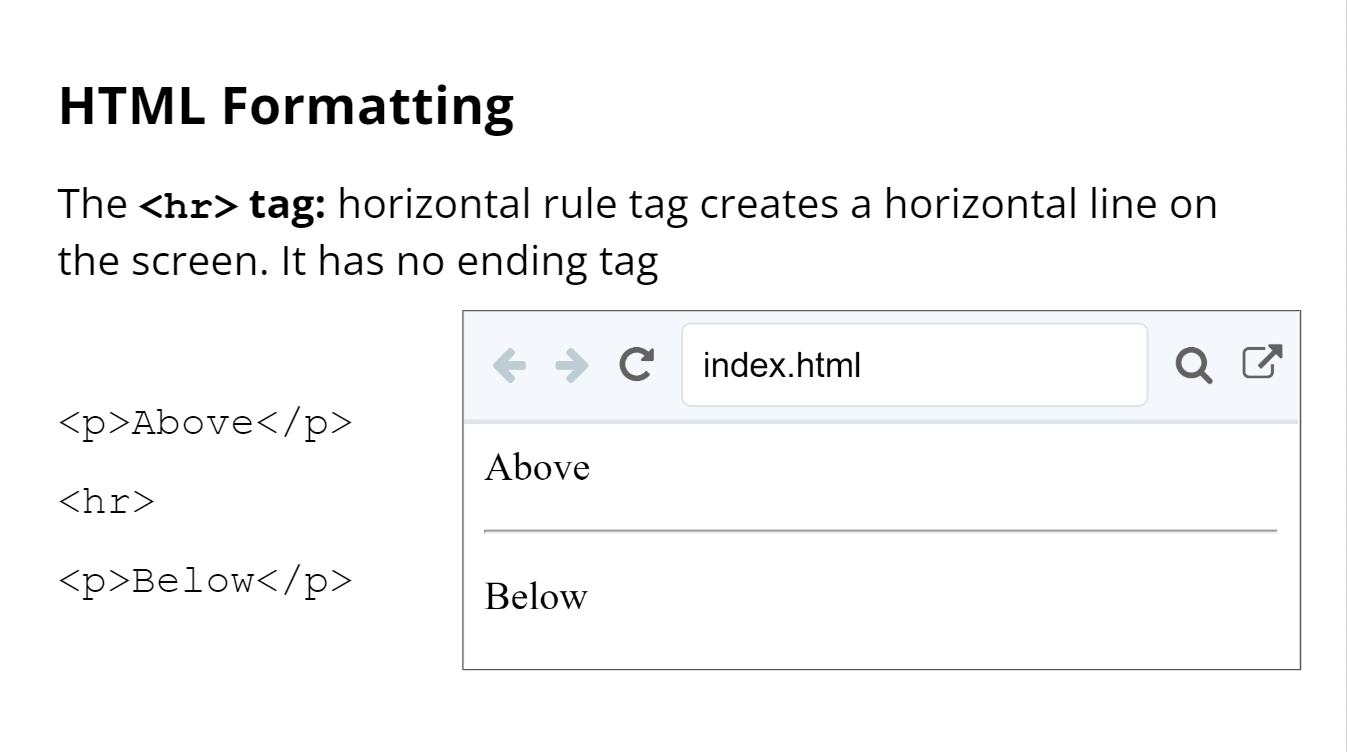 HTML Formatting
The <hr> tag: horizontal rule tag creates a horizontal line on
the screen. It has no ending tag
<p>Above</p>
<hr>
<p>Below</p>
index.html
Above
Below